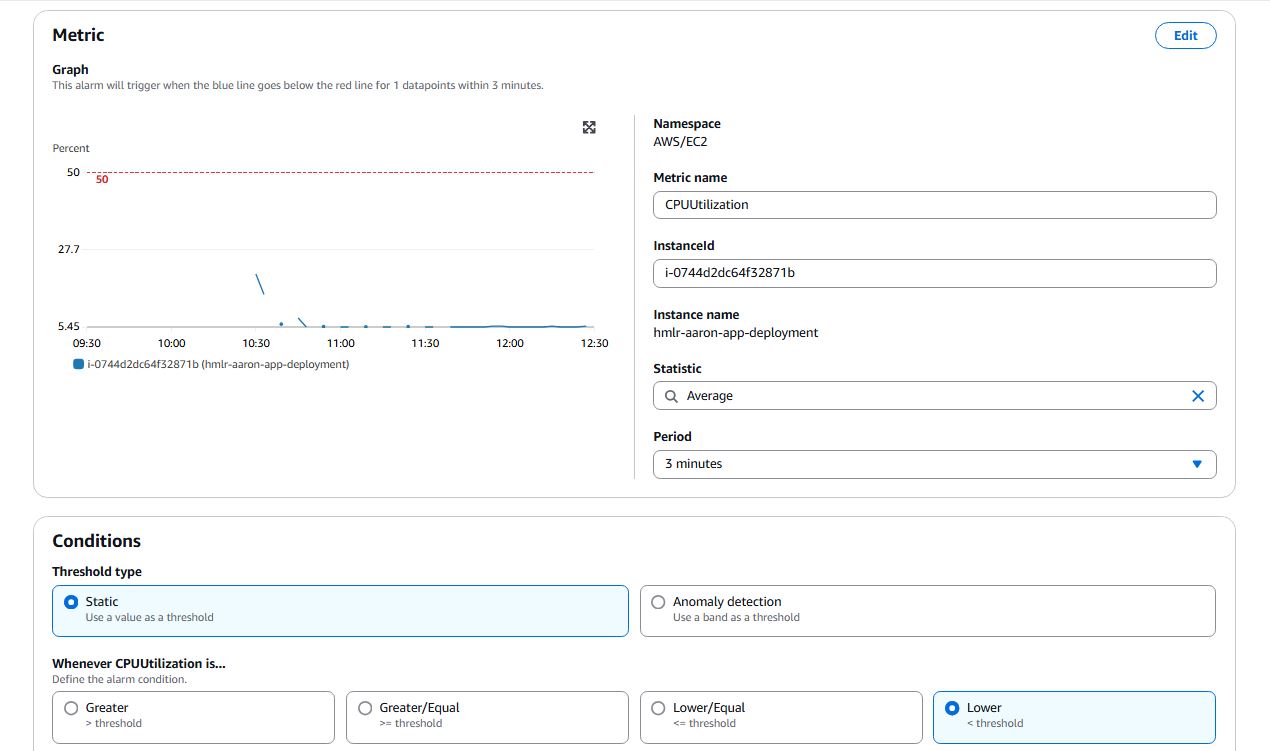 Metric
Edit
Graph
This alarm will trigger when the blue line goes below the red line for 1 datapoints within 3 minutes.
Percent
50
50
27.7
5.45
09:30 10:00 10:30 11:00 11:30 12:00 12:30
i-0744d2dc64f32871b (hmlr-aaron-app-deployment)
Namespace
AWS/EC2
Metric name
CPUUtilization
InstanceId
i-0744d2dc64f32871b
Instance name
hmlr-aaron-app-deployment
Statistic
Average
Period
3 minutes
Conditions
Threshold type
Static
Use a value as a threshold
Anomaly detection
Use a band as a threshold
Whenever CPUUtilization is...
Define the alarm condition.
Greater
> threshold
Greater/Equal
>= threshold
Lower/Equal
<= threshold
Lower
< threshold